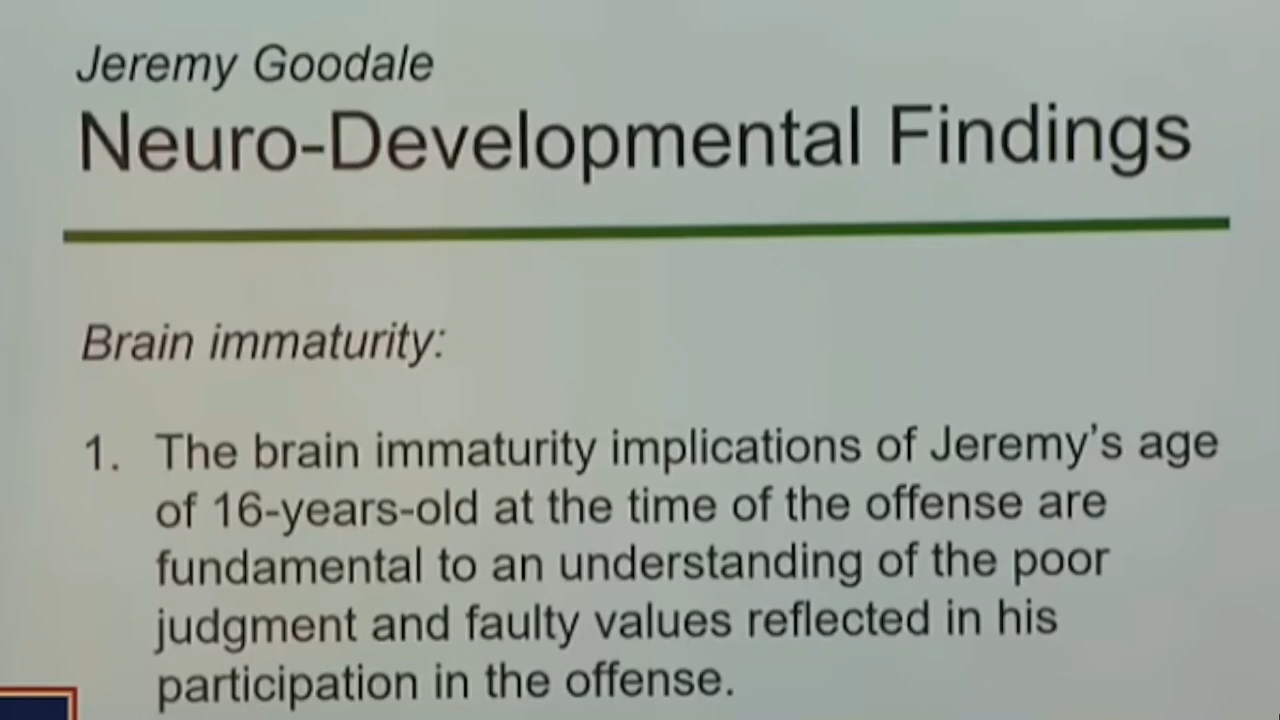 Jeremy Goodale
Neuro-Developmental Findings
Brain immaturity:
1. The brain immaturity implications of Jeremy's age
of 16-years-old at the time of the offense are
fundamental to an understanding of the poor
judgment and faulty values reflected in his
participation in the offense.